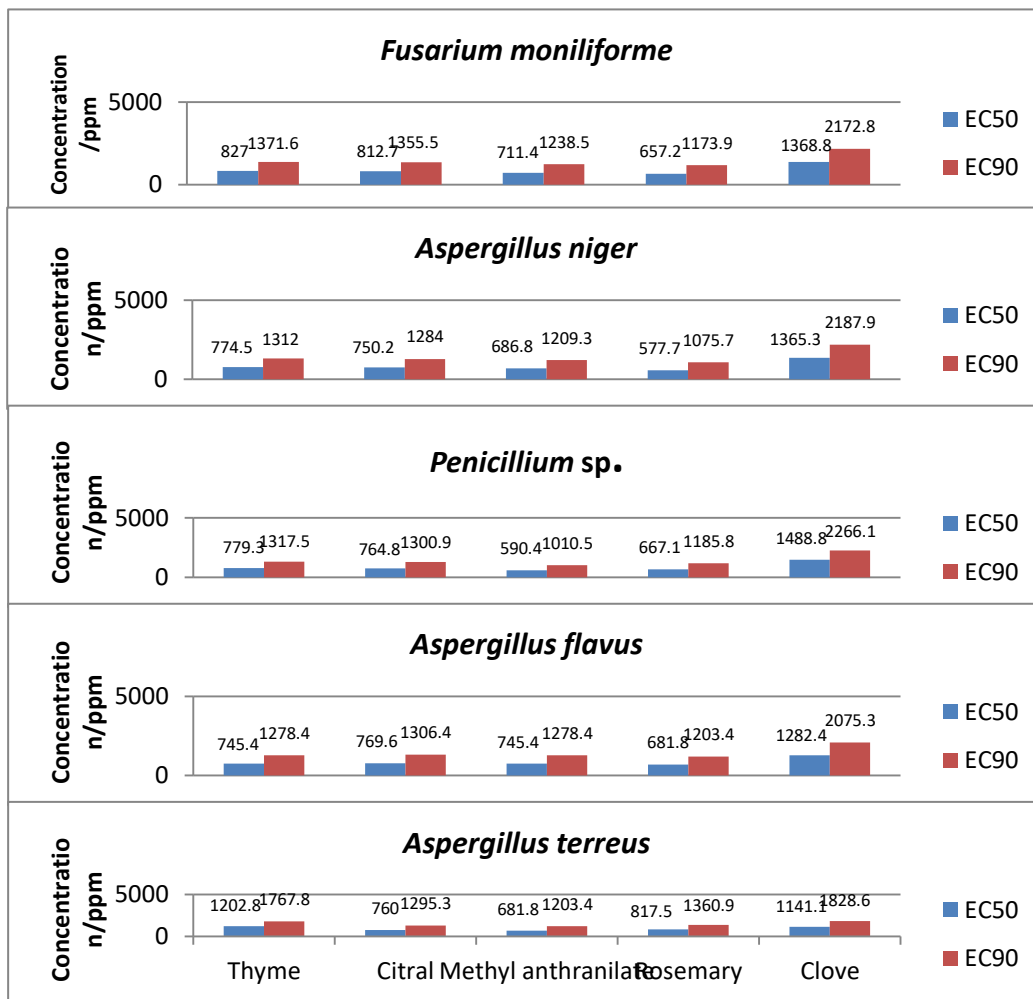 Fusarium moniliforme
Concentration
/ppm
5000
0
827 1371.6 812.7 1355.5 711.4 1238.5 657.2 1173.9 1368.8 2172.8
EC50
EC90
Aspergillus niger
Concentratio
n/ppm
5000
0
774.5 1312 750.2 1284 686.8 1209.3 577.7 1075.7 1365.3 2187.9
EC50
EC90
Penicillium sp.
Concentratio
n/ppm
5000
0
779.3 1317.5 764.8 1300.9 590.4 1010.5 667.1 1185.8 1488.8 2266.1
EC50
EC90
Aspergillus flavus
Concentratio
n/ppm
5000
0
745.4 1278.4 769.6 1306.4 745.4 1278.4 681.8 1203.4 1282.4 2075.3
EC50
EC90
Aspergillus terreus
Concentratio
n/ppm
5000
0
1202.8 1767.8 760 1295.3 681.8 1203.4 817.5 1360.9 1141.1 1828.6
EC50
EC90
Thyme Citral Methyl anthranilate Rosemary Clove